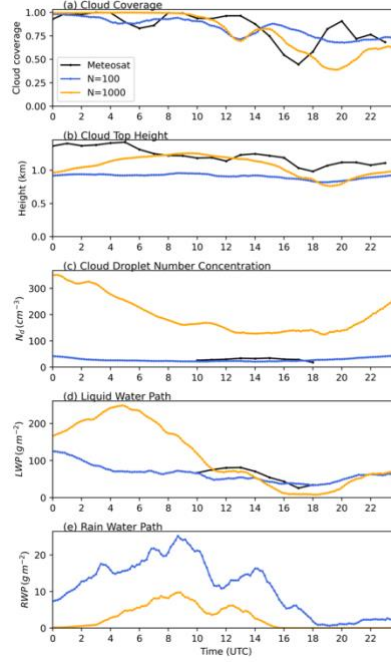 (a) Cloud Coverage
1.00
0.75
0.50
0.25
0.00
Cloud coverage
Meteosat
N=100
N=1000
0 2 4 6 8 10 12 14 16 18 20 22
(b) Cloud Top Height
1.0
0.5
0.0
Height (km)
0 2 4 6 8 10 12 14 16 18 20 22
(c) Cloud Droplet Number Concentration
300
200
100
0
N_d (cm⁻³)
0 2 4 6 8 10 12 14 16 18 20 22
(d) Liquid Water Path
200
100
0
LWP (g m⁻²)
0 2 4 6 8 10 12 14 16 18 20 22
(e) Rain Water Path
20
10
0
RWP (g m⁻²)
0 2 4 6 8 10 12 14 16 18 20 22
Time (UTC)